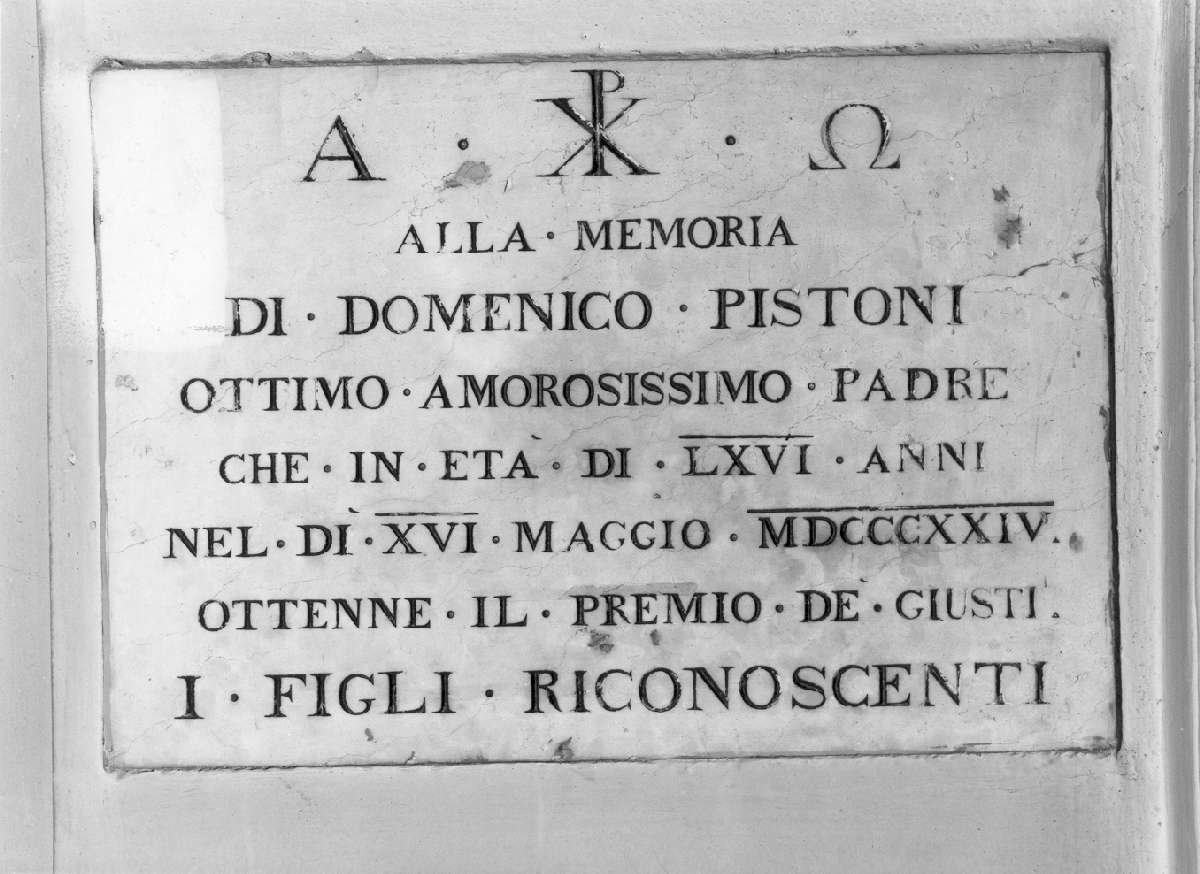 Α · ☧ · Ω
ALLA · MEMORIA
DI · DOMENICO · PISTONI
OTTIMO · AMOROSISSIMO · PADRE
CHE · IN · ETÀ · DI · LXVI · ANNI
NEL · DÌ · XVI · MAGGIO · MDCCCXXIV.
OTTENNE · IL · PREMIO · DÈ · GIUSTI.
I · FIGLI · RICONOSCENTI